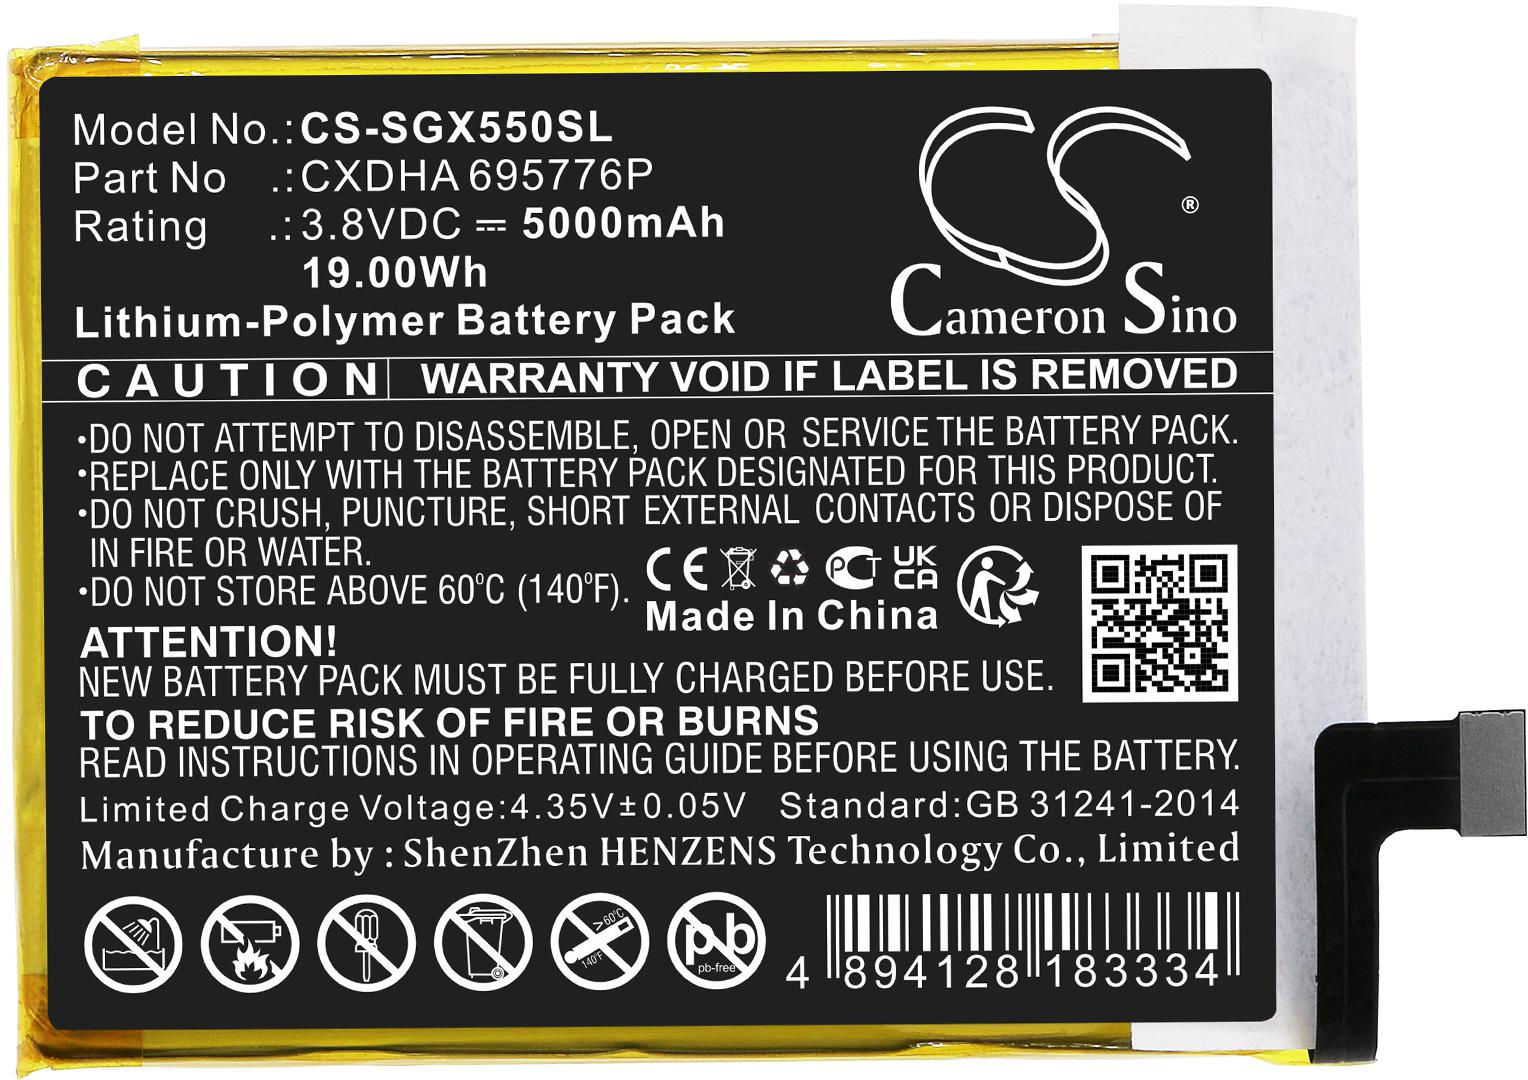 Model No.:CS-SGX550SL
Part No .:CXDHA 695776P
Rating .:3.8VDC ⎓ 5000mAh
19.00Wh
Lithium-Polymer Battery Pack
CS
®
Cameron Sino
CAUTION WARRANTY VOID IF LABEL IS REMOVED
•DO NOT ATTEMPT TO DISASSEMBLE, OPEN OR SERVICE THE BATTERY PACK.
•REPLACE ONLY WITH THE BATTERY PACK DESIGNATED FOR THIS PRODUCT.
•DO NOT CRUSH, PUNCTURE, SHORT EXTERNAL CONTACTS OR DISPOSE OF
IN FIRE OR WATER.
•DO NOT STORE ABOVE 60°C (140°F).
CE PCT UK
CA
Made In China
ATTENTION!
NEW BATTERY PACK MUST BE FULLY CHARGED BEFORE USE.
TO REDUCE RISK OF FIRE OR BURNS
READ INSTRUCTIONS IN OPERATING GUIDE BEFORE USING THE BATTERY.
Limited Charge Voltage:4.35V±0.05V Standard:GB 31241-2014
Manufacture by : ShenZhen HENZENS Technology Co., Limited
>60°C
140°F
pb
pb-free
4 894128 183334